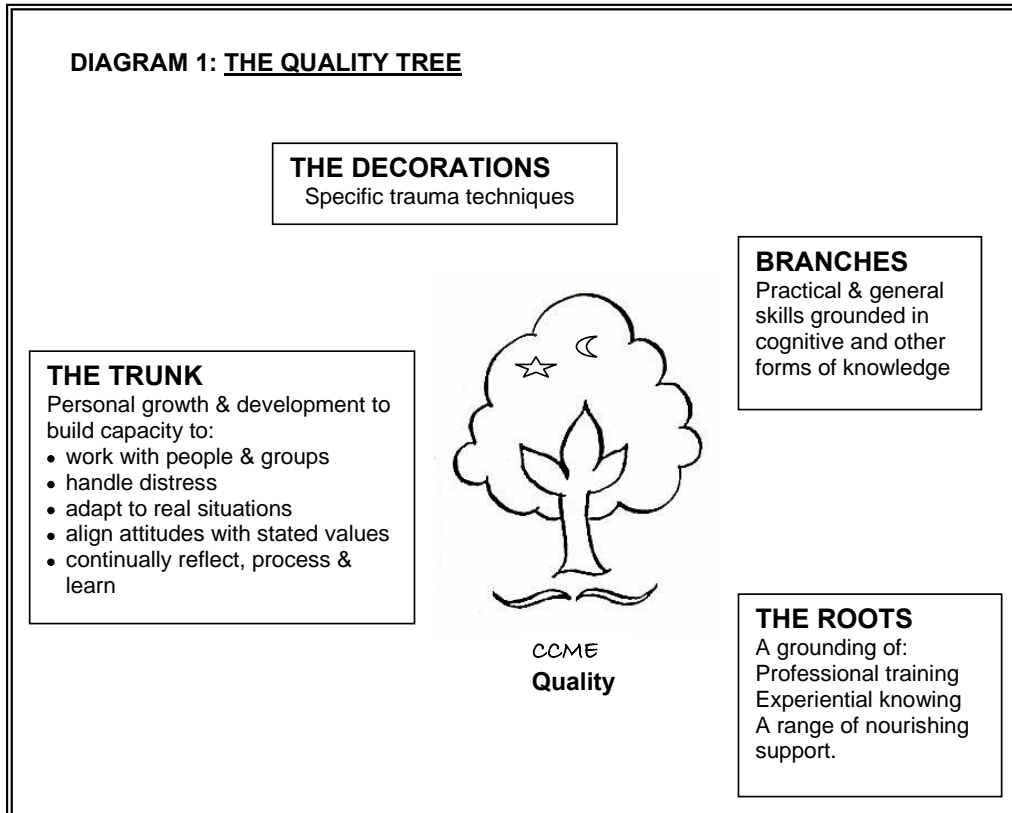 DIAGRAM 1: THE QUALITY TREE
THE DECORATIONS
Specific trauma techniques
BRANCHES
Practical & general
skills grounded in
cognitive and other
forms of knowledge
THE TRUNK
Personal growth & development to
build capacity to:
• work with people & groups
• handle distress
• adapt to real situations
• align attitudes with stated values
• continually reflect, process &
learn
THE ROOTS
A grounding of:
Professional training
Experiential knowing
A range of nourishing
support.
CCME
Quality